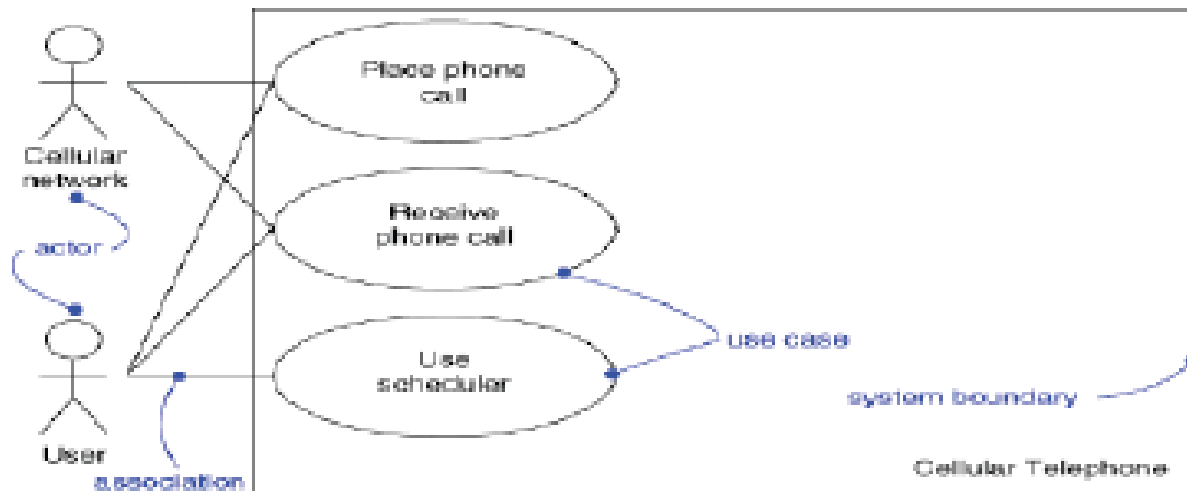 Place phone
call
Cellular
network
Receive
phone call
actor
Use
scheduler
use case
system boundary
User
association
Cellular Telephone